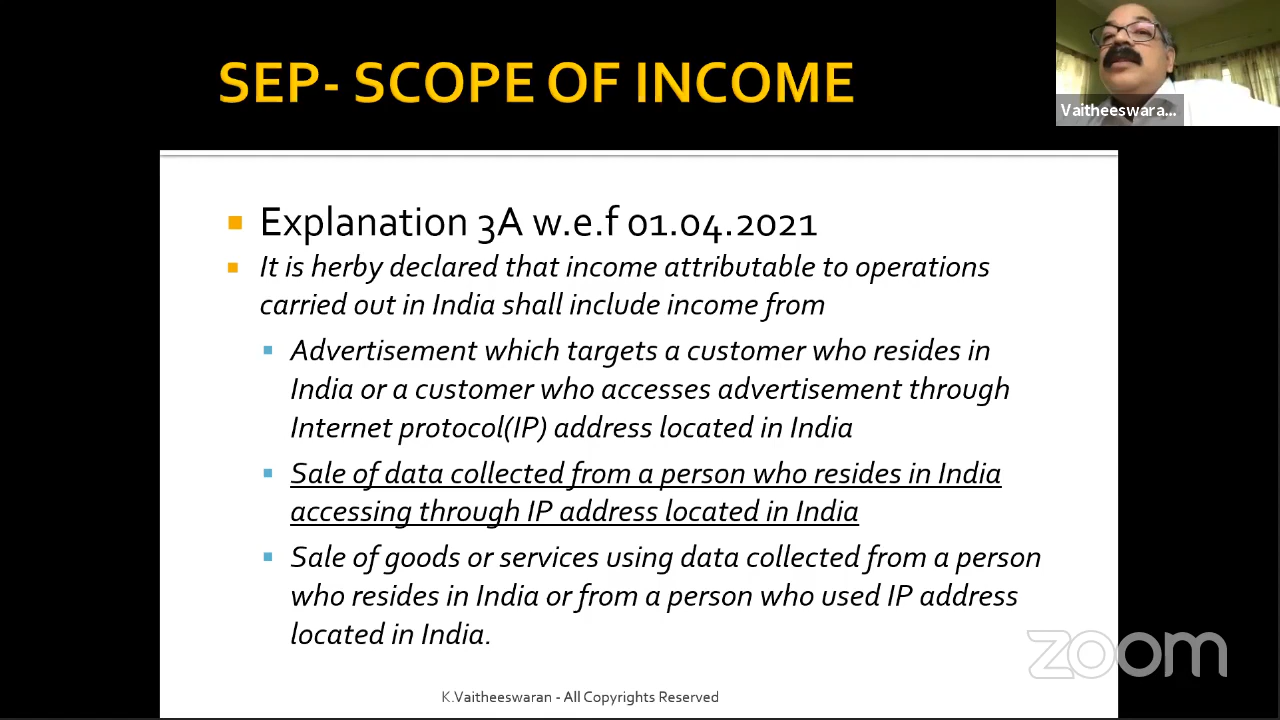 SEP- SCOPE OF INCOME
Vaitheeswara...
Explanation 3A w.e.f 01.04.2021
It is herby declared that income attributable to operations
carried out in India shall include income from
Advertisement which targets a customer who resides in
India or a customer who accesses advertisement through
Internet protocol(IP) address located in India
Sale of data collected from a person who resides in India
accessing through IP address located in India
Sale of goods or services using data collected from a person
who resides in India or from a person who used IP address
located in India.
zoom
K.Vaitheeswaran - All Copyrights Reserved